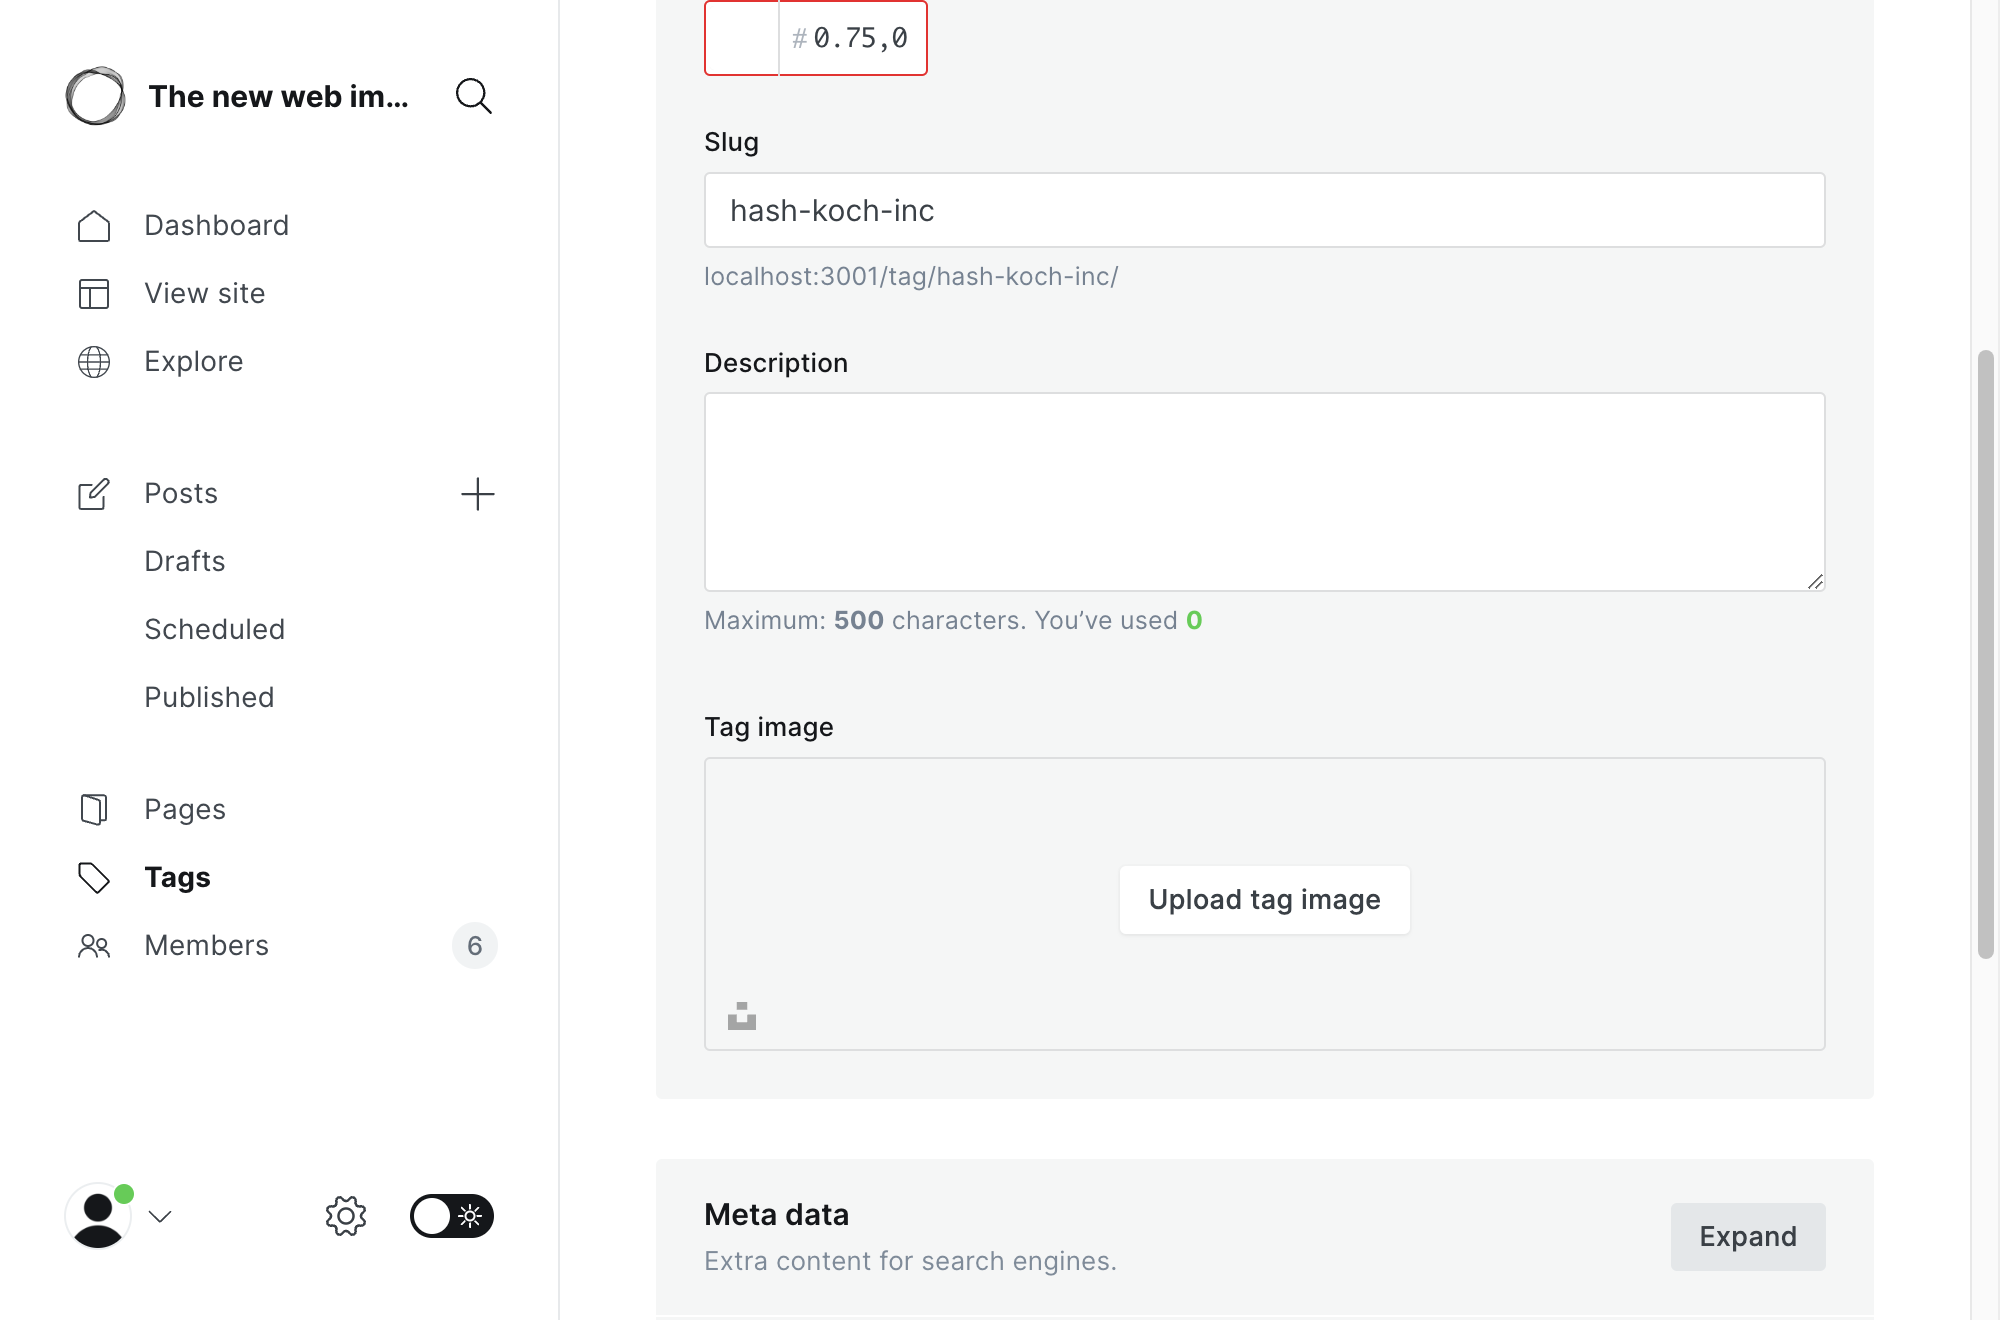 The new web im...
Dashboard
View site
Explore
Posts
Drafts
Scheduled
Published
Pages
Tags
Members
6
#0.75,0
Slug
hash-koch-inc
localhost:3001/tag/hash-koch-inc/
Description
Maximum: 500 characters. You’ve used 0
Tag image
Upload tag image
Meta data
Extra content for search engines.
Expand